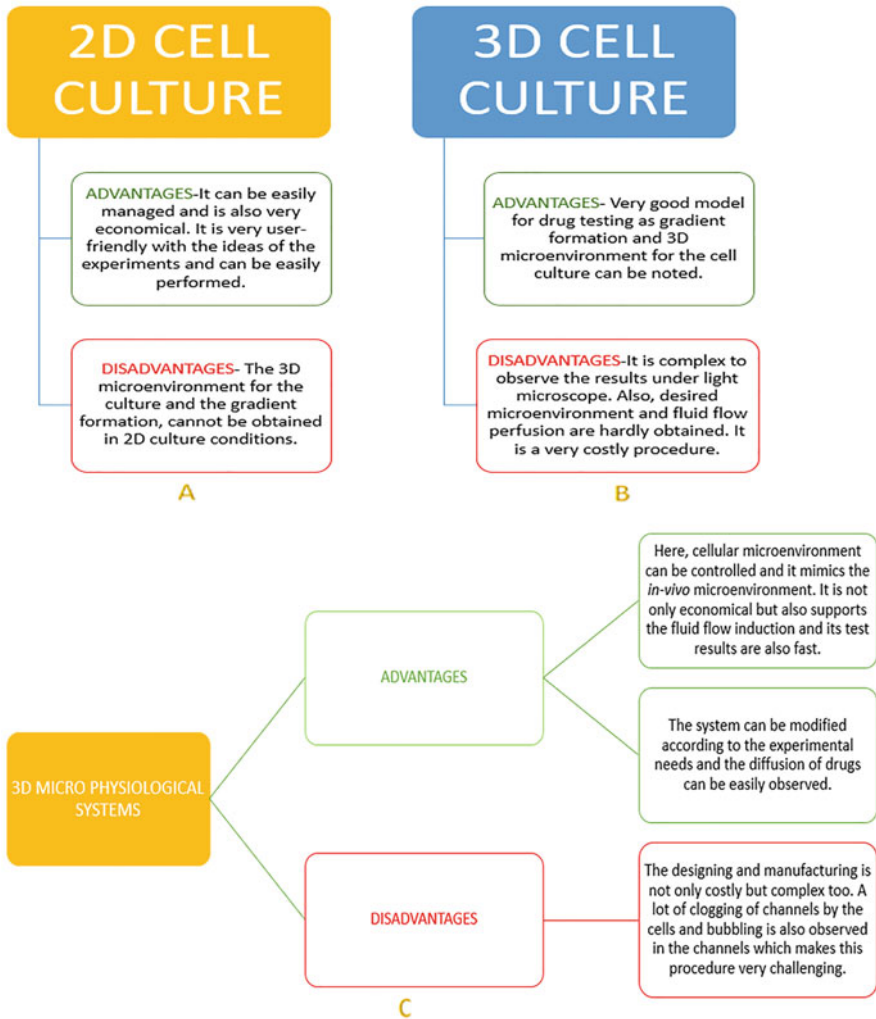 2D CELL
CULTURE
ADVANTAGES-It can be easily
managed and is also very
economical. It is very user-
friendly with the ideas of the
experiments and can be easily
performed.
DISADVANTAGES- The 3D
microenvironment for the
culture and the gradient
formation, cannot be obtained
in 2D culture conditions.
A
3D CELL
CULTURE
ADVANTAGES- Very good model
for drug testing as gradient
formation and 3D
microenvironment for the cell
culture can be noted.
DISADVANTAGES-It is complex to
observe the results under light
microscope. Also, desired
microenvironment and fluid flow
perfusion are hardly obtained. It
is a very costly procedure.
B
3D MICRO PHYSIOLOGICAL
SYSTEMS
ADVANTAGES
Here, cellular microenvironment
can be controlled and it mimics the
in-vivo microenvironment. It is not
only economical but also supports
the fluid flow induction and its test
results are also fast.
The system can be modified
according to the experimental
needs and the diffusion of drugs
can be easily observed.
DISADVANTAGES
The designing and manufacturing is
not only costly but complex too. A
lot of clogging of channels by the
cells and bubbling is also observed
in the channels which makes this
procedure very challenging.
C